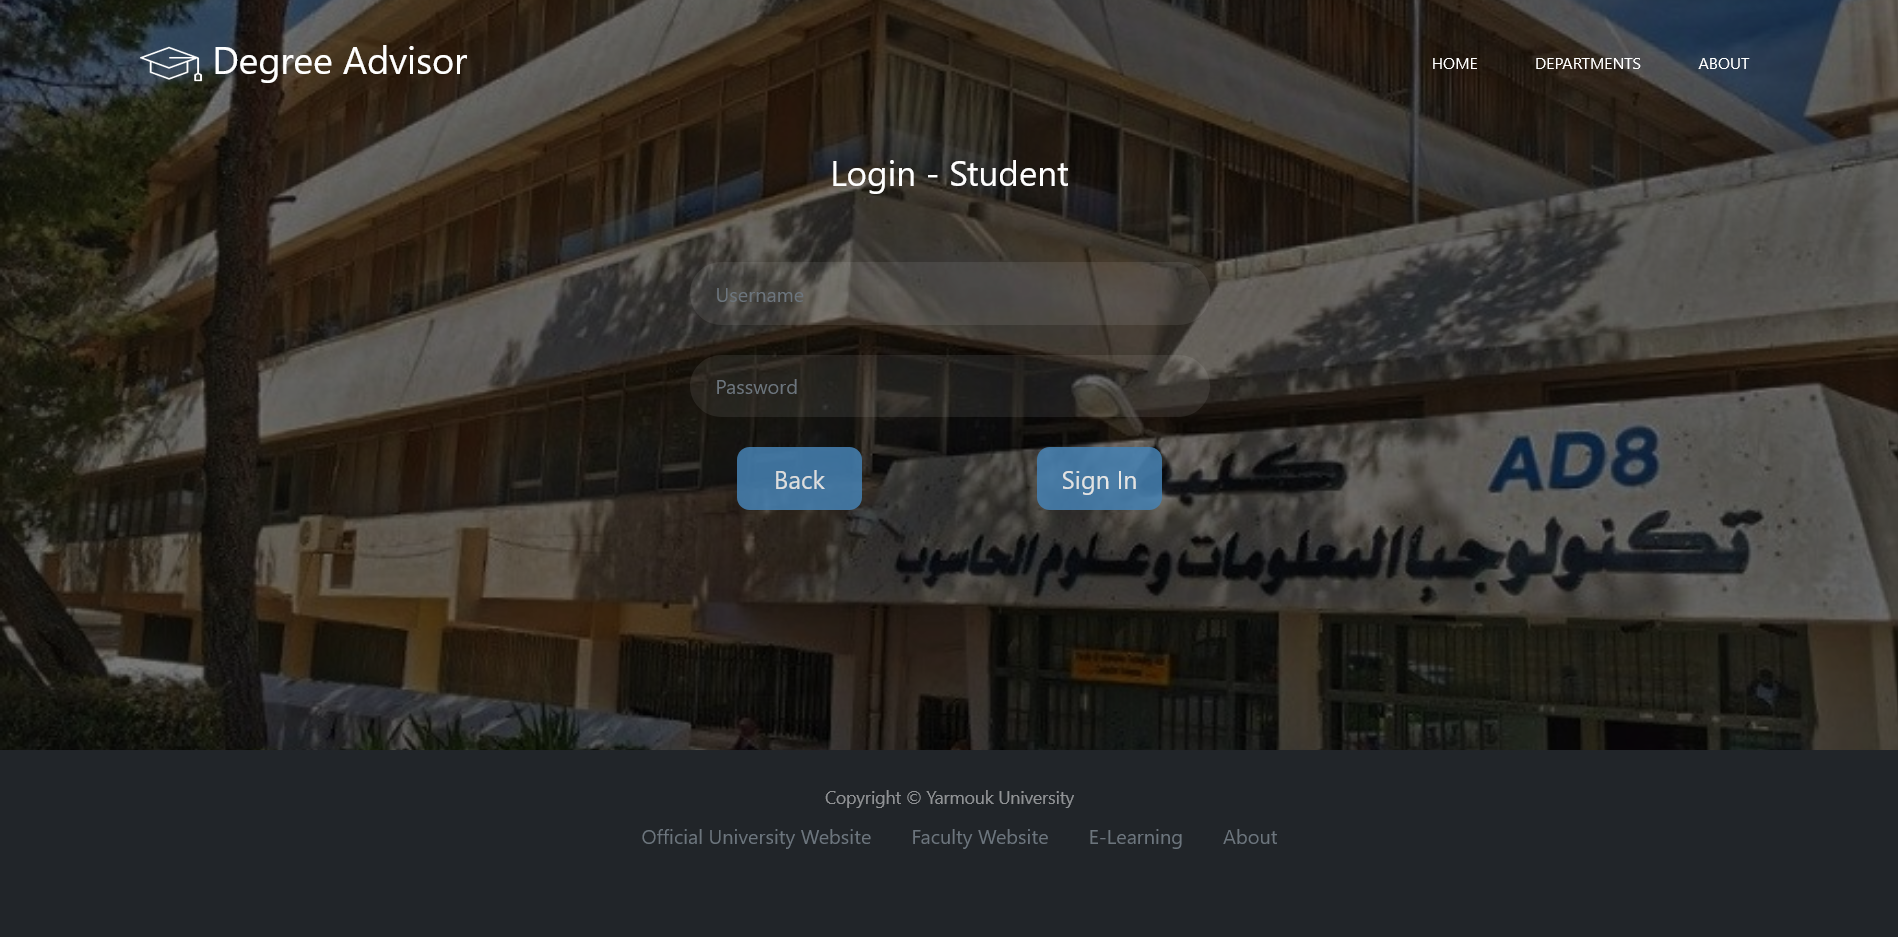 Degree Advisor
HOME DEPARTMENTS ABOUT
Login - Student
Username
Password
Back Sign In
كليـة AD8
تكنولوجيا المعلومات وعلوم الحاسوب
Copyright © Yarmouk University
Official University Website Faculty Website E-Learning About